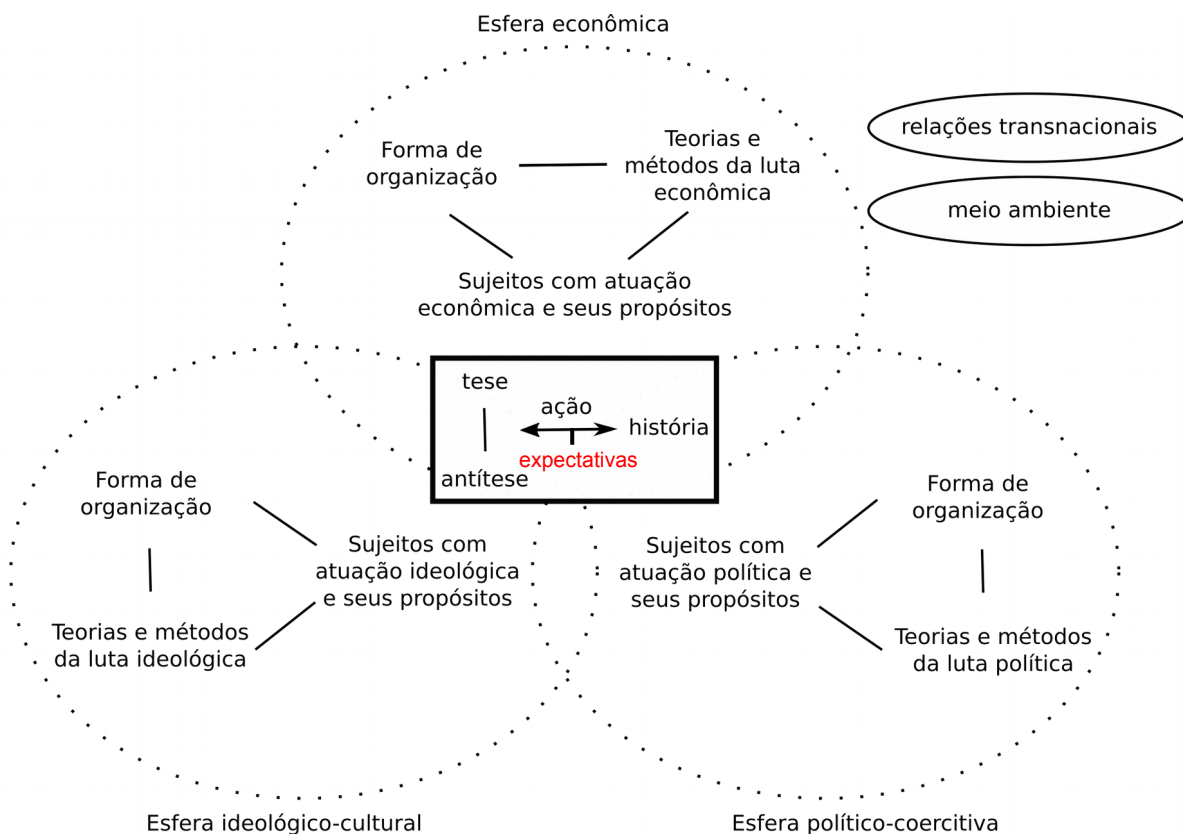 Esfera econômica
Forma de
organização
Teorias e
métodos da luta
econômica
Sujeitos com atuação
econômica e seus propósitos
relações transnacionais
meio ambiente
tese
ação
história
expectativas
antítese
Forma de
organização
Sujeitos com
atuação ideológica
e seus propósitos
Teorias e métodos
da luta ideológica
Esfera ideológico-cultural
Sujeitos com
atuação política e
seus propósitos
Forma de
organização
Teorias e métodos
da luta política
Esfera político-coercitiva